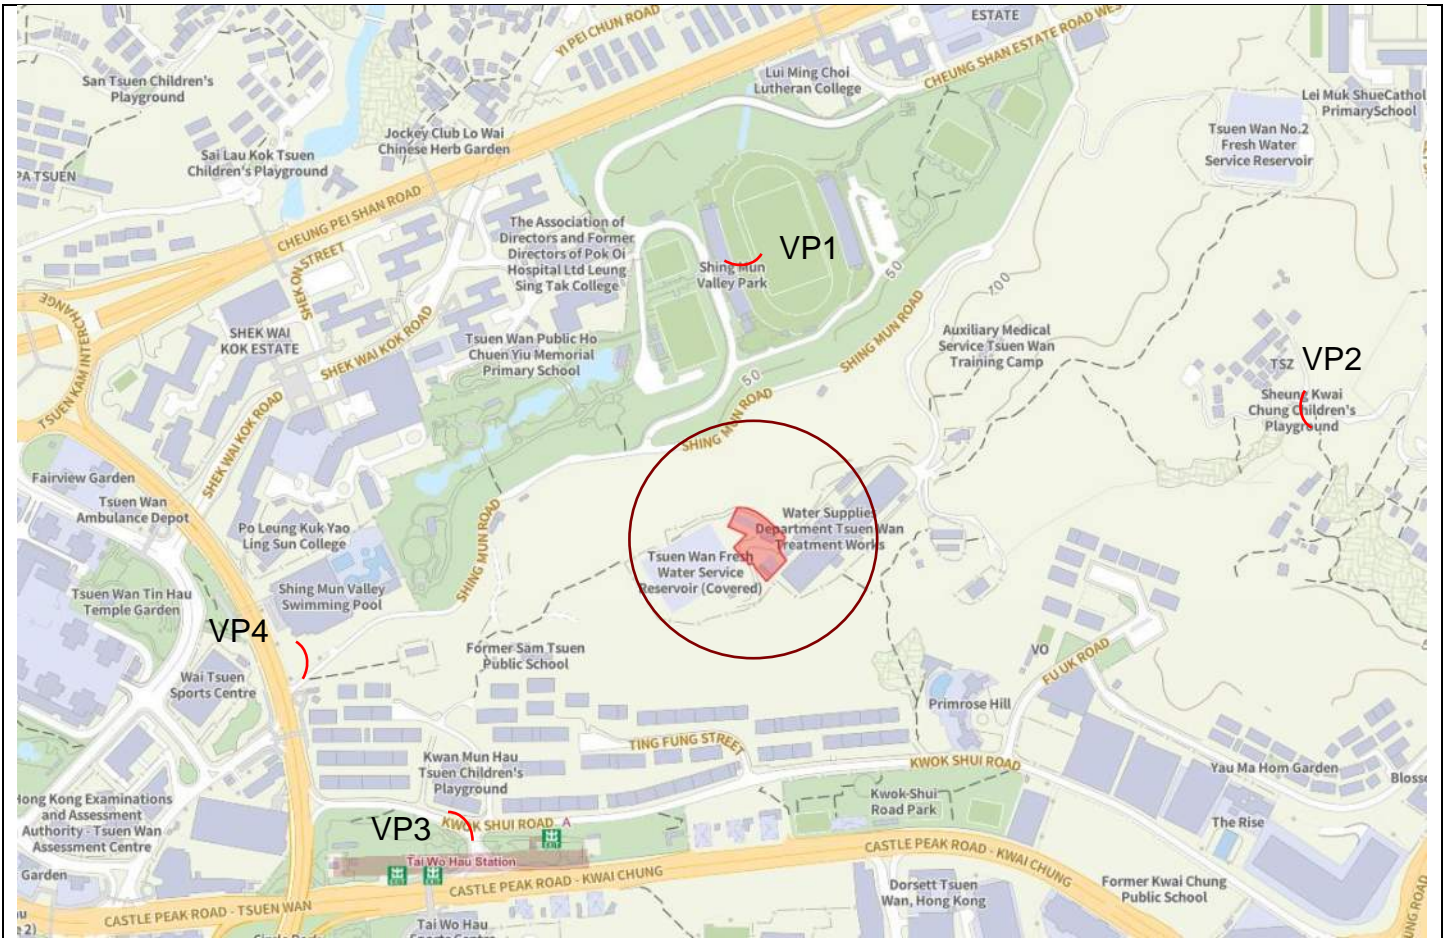 YI PEI CHUN ROAD
ESTATE
CHEUNG SHAN ESTATE ROAD WES
San Tsuen Children's
Playground
Lui Ming Choi
Lutheran College
Lei Muk ShueCathol
PrimarySchool
Tsuen Wan No.2
Fresh Water
Service Reservoir
Jockey Club Lo Wai
Chinese Herb Garden
Sai Lau Kok Tsuen
Children's Playground
PA TSUEN
CHEUNG PEI SHAN ROAD
The Association of
Directors and Former
Directors of Pok Oi
Hospital Ltd Leung
Sing Tak College
VP1
Shing Mun
Valley Park
50
100
SHEK ON STREET
TSUEN KAM INTERCHANGE
SHEK WAI
KOK ESTATE
SHEK WAI KOK ROAD
Tsuen Wan Public Ho
Chuen Yiu Memorial
Primary School
SHING MUN ROAD
Auxiliary Medical
Service Tsuen Wan
Training Camp
TSZ
VP2
Sheung Kwai
Chung Children's
Playground
50
SHING MUN ROAD
SHEK WAI KOK ROAD
Fairview Garden
Tsuen Wan
Ambulance Depot
Po Leung Kuk Yao
Ling Sun College
SHING MUN ROAD
Water Supplies
Department Tsuen Wan
Treatment Works
Tsuen Wan Fresh
Water Service
Reservoir (Covered)
Tsuen Wan Tin Hau
Temple Garden
Shing Mun Valley
Swimming Pool
VP4
Former Sam Tsuen
Public School
Wai Tsuen
Sports Centre
VO
FU UK ROAD
Primrose Hill
TING FUNG STREET
Kwan Mun Hau
Tsuen Children's
Playground
KWOK SHUI ROAD
Yau Ma Hom Garden
Hong Kong Examinations
and Assessment
Authority - Tsuen Wan
Assessment Centre
Kwok-Shui
Road Park
VP3
KWOK SHUI ROAD
A
EXIT
The Rise
Tai Wo Hau Station
CASTLE PEAK ROAD - KWAI CHUNG
Garden
CASTLE PEAK ROAD - KWAI CHUNG
Dorsett Tsuen
Wan, Hong Kong
Former Kwai Chung
Public School
CASTLE PEAK ROAD - TSUEN WAN
Tai Wo Hau
e 2)
UNG ROAD